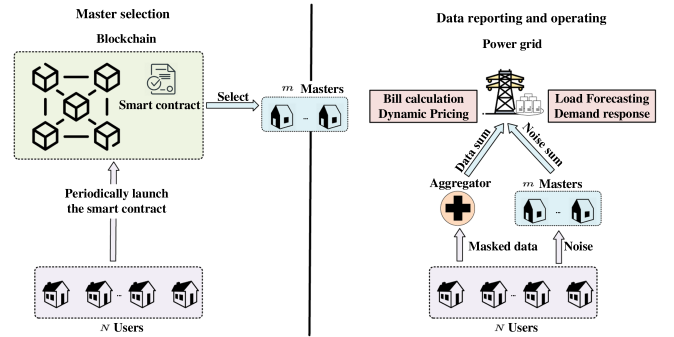 Master selection
Blockchain
Smart contract
Select
m Masters
Periodically launch
the smart contract
N Users
Data reporting and operating
Power grid
Bill calculation
Dynamic Pricing
Load Forecasting
Demand response
Data sum
Noise sum
Aggregator
m Masters
Masked data
Noise
N Users